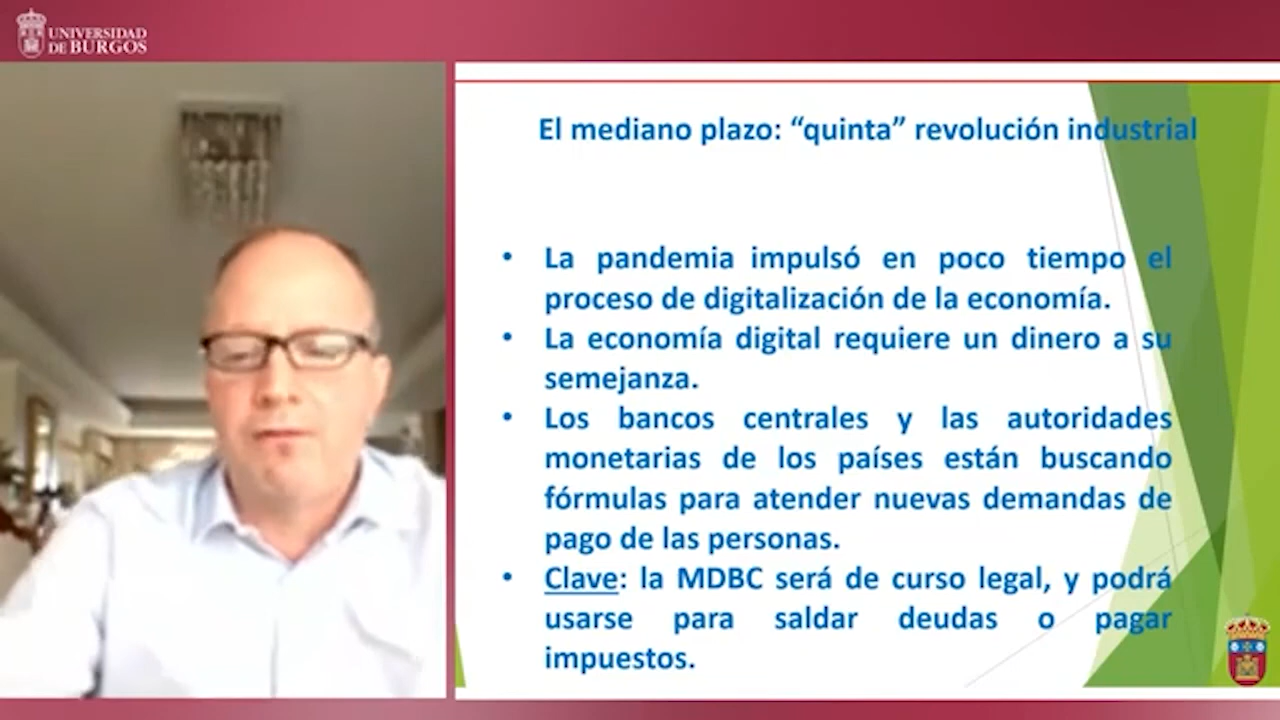 UNIVERSIDAD
DE BURGOS
El mediano plazo: “quinta” revolución industrial
• La pandemia impulsó en poco tiempo el
proceso de digitalización de la economía.
• La economía digital requiere un dinero a su
semejanza.
• Los bancos centrales y las autoridades
monetarias de los países están buscando
fórmulas para atender nuevas demandas de
pago de las personas.
• Clave: la MDBC será de curso legal, y podrá
usarse para saldar deudas o pagar
impuestos.